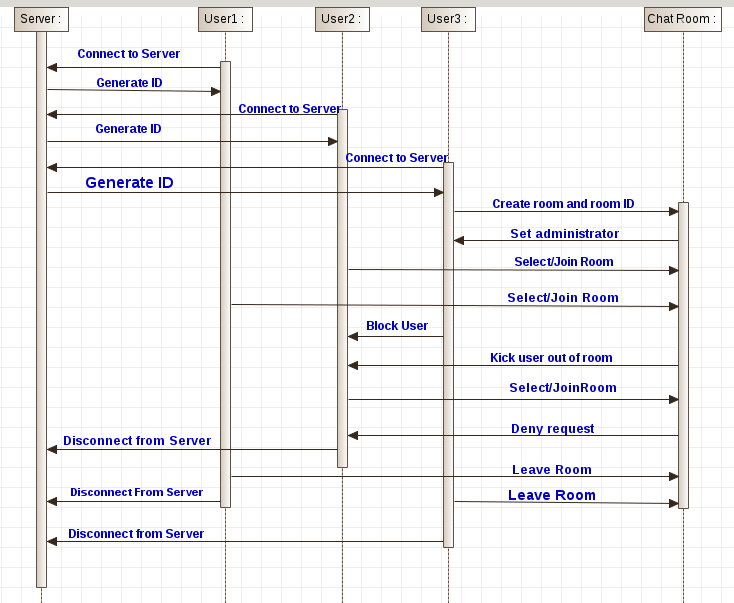 Server :
User1 :
User2 :
User3 :
Chat Room :
Connect to Server
Generate ID
Connect to Server
Generate ID
Connect to Server
Generate ID
Create room and room ID
Set administrator
Select/Join Room
Select/Join Room
Block User
Kick user out of room
Select/JoinRoom
Deny request
Disconnect from Server
Leave Room
Disconnect From Server
Leave Room
Disconnect from Server